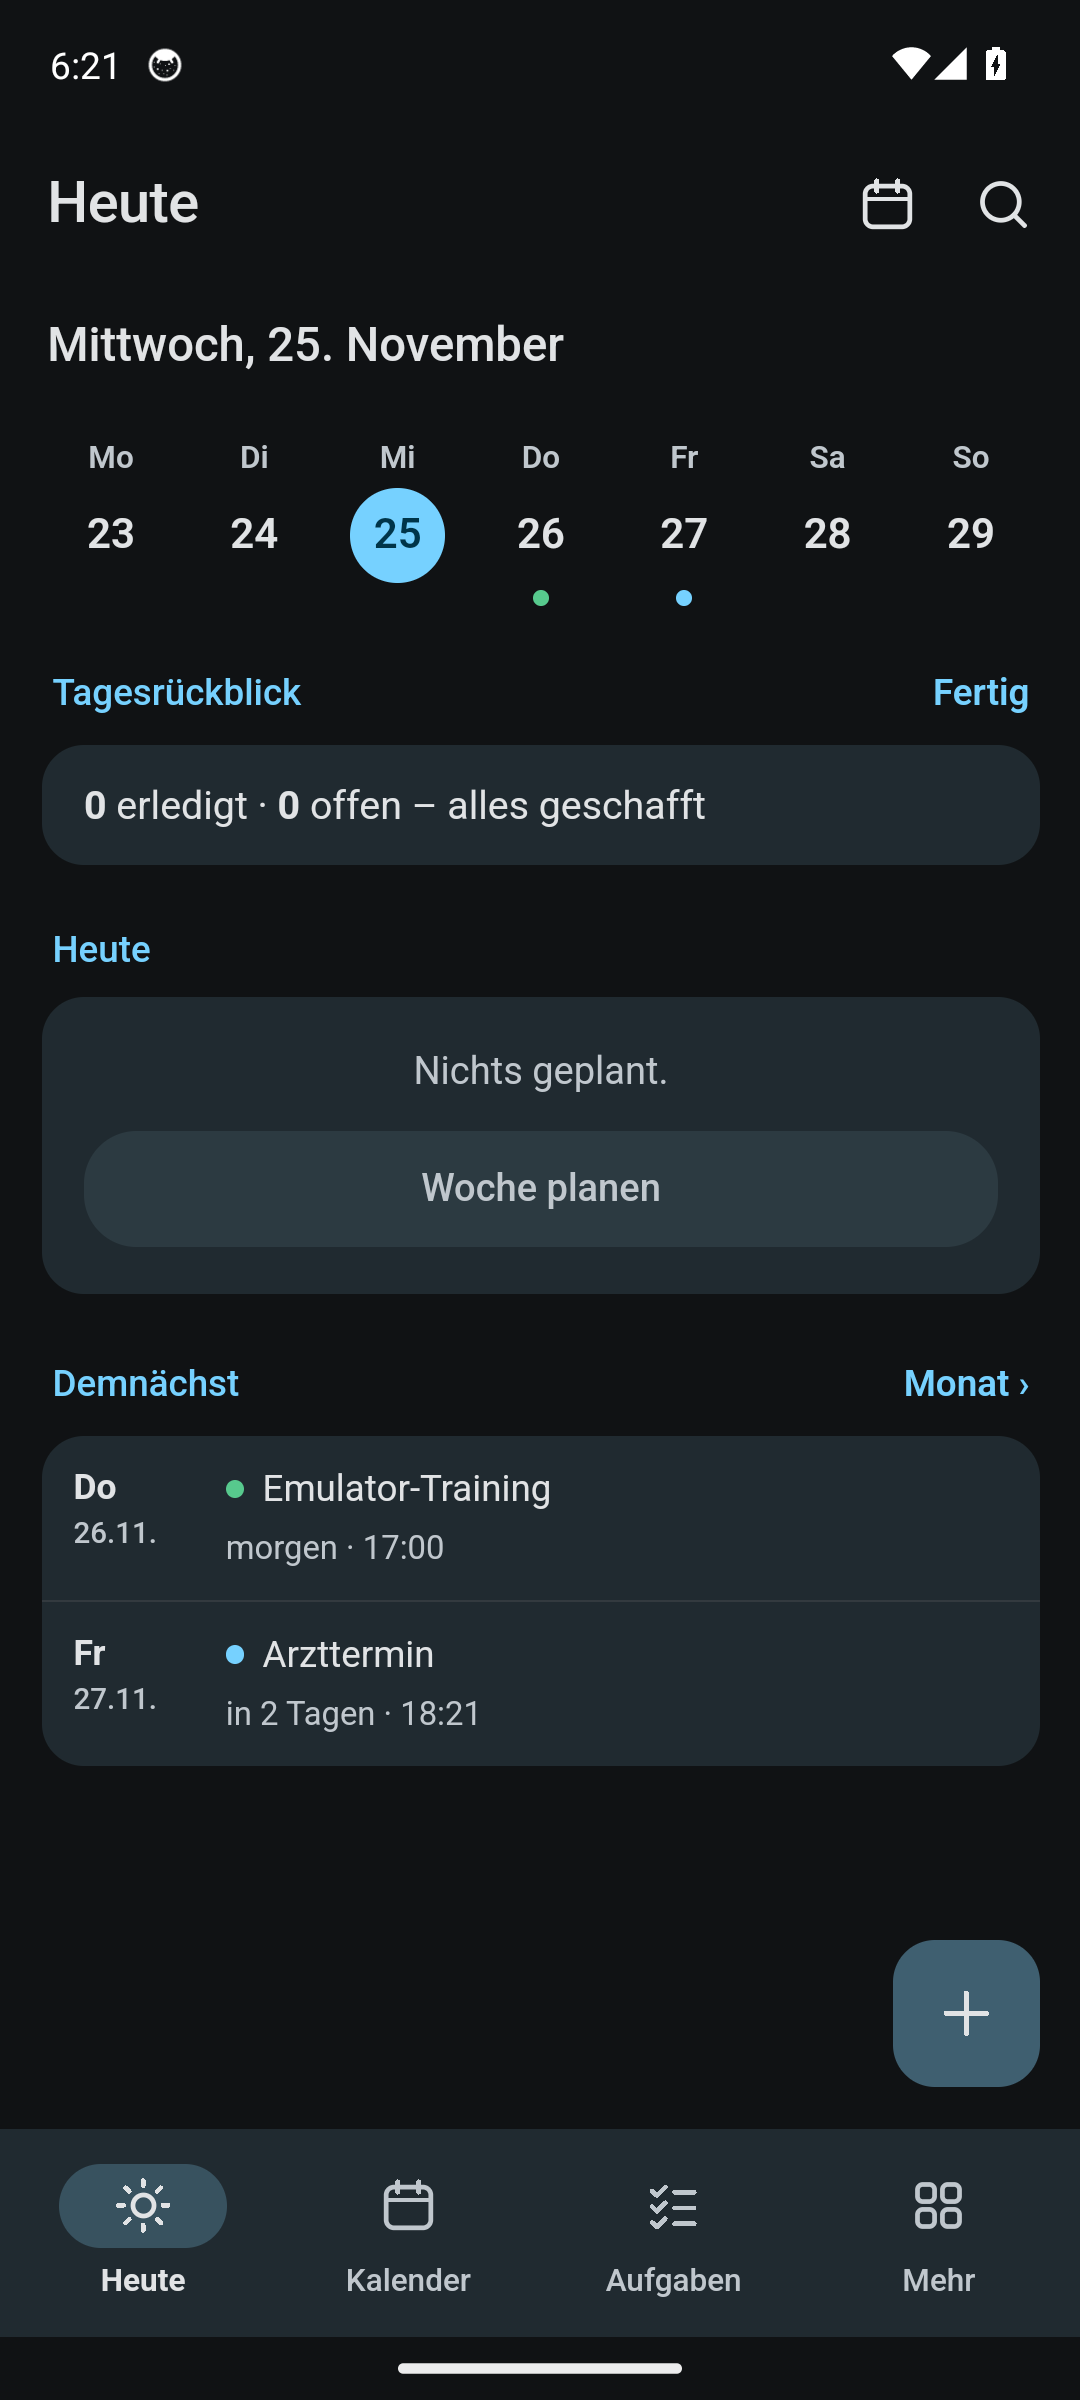 6:21
Heute
Mittwoch, 25. November
Mo Di Mi Do Fr Sa So
23 24 25 26 27 28 29
Tagesrückblick Fertig
0 erledigt · 0 offen – alles geschafft
Heute
Nichts geplant.
Woche planen
Demnächst Monat ›
Do Emulator-Training
26.11. morgen · 17:00
Fr Arzttermin
27.11. in 2 Tagen · 18:21
Heute Kalender Aufgaben Mehr